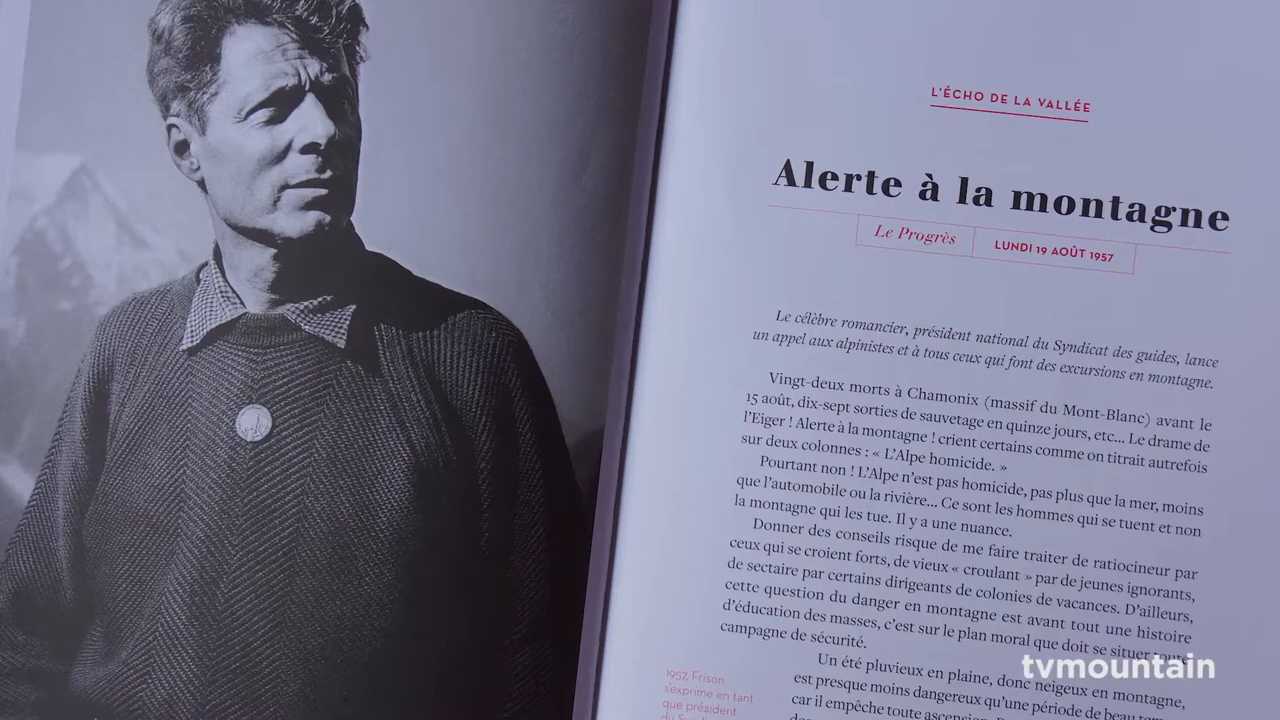 L'ÉCHO DE LA VALLÉE
Alerte à la montagne
Le Progrès
LUNDI 19 AOÛT 1957
Le célèbre romancier, président national du Syndicat des guides, lance
un appel aux alpinistes et à tous ceux qui font des excursions en montagne.
Vingt-deux morts à Chamonix (massif du Mont-Blanc) avant le
15 août, dix-sept sorties de sauvetage en quinze jours, etc... Le drame de
l'Eiger ! Alerte à la montagne ! crient certains comme on titrait autrefois
sur deux colonnes : « L'Alpe homicide. »
Pourtant non ! L'Alpe n'est pas homicide, pas plus que la mer, moins
que l'automobile ou la rivière... Ce sont les hommes qui se tuent et non
la montagne qui les tue. Il y a une nuance.
Donner des conseils risque de me faire traiter de ratiocineur par
ceux qui se croient forts, de vieux « croulant » par de jeunes ignorants,
de sectaire par certains dirigeants de colonies de vacances. D'ailleurs,
cette question du danger en montagne est avant tout une histoire
d'éducation des masses, c'est sur le plan moral que doit se situer toute
campagne de sécurité.
Un été pluvieux en plaine, donc neigeux en montagne,
est presque moins dangereux qu'une période de beau
car il empêche toute
1957, Frison
s'exprime en tant
que président
tvmountain